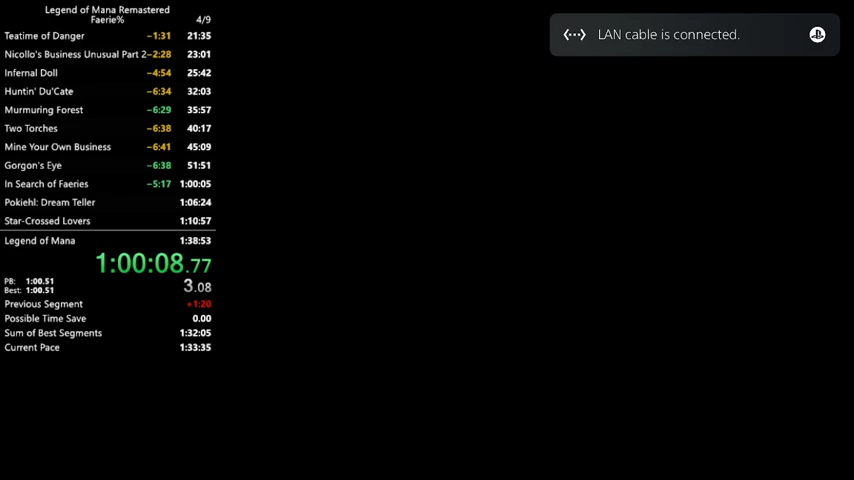 Legend of Mana Remastered
Faerie% 4/9
Teatime of Danger −1:31 21:35
Nicollo's Business Unusual Part 2 −2:28 23:01
Infernal Doll −4:54 25:42
Huntin' Du'Cate −6:34 32:03
Murmuring Forest −6:29 35:57
Two Torches −6:38 40:17
Mine Your Own Business −6:41 45:09
Gorgon's Eye −6:38 51:51
In Search of Faeries −5:17 1:00:05
Pokiehl: Dream Teller 1:06:24
Star-Crossed Lovers 1:10:57
Legend of Mana 1:38:53
1:00:08.77
PB: 1:00.51
Best: 1:00.51
3.08
Previous Segment +1:20
Possible Time Save 0.00
Sum of Best Segments 1:32:05
Current Pace 1:33:35
LAN cable is connected.